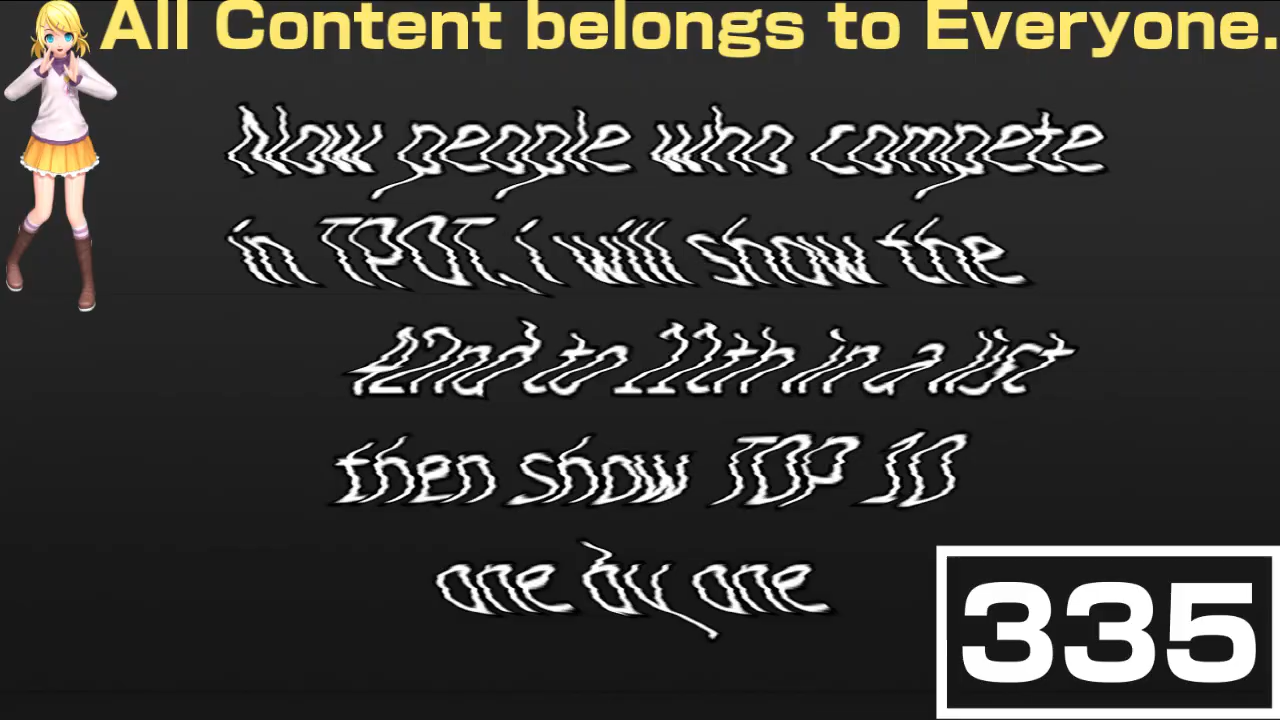 All Content belongs to Everyone.
Now people who compete
in TPOT, i will show the
42nd to 11th in a list
then show TOP 10
one by one
335